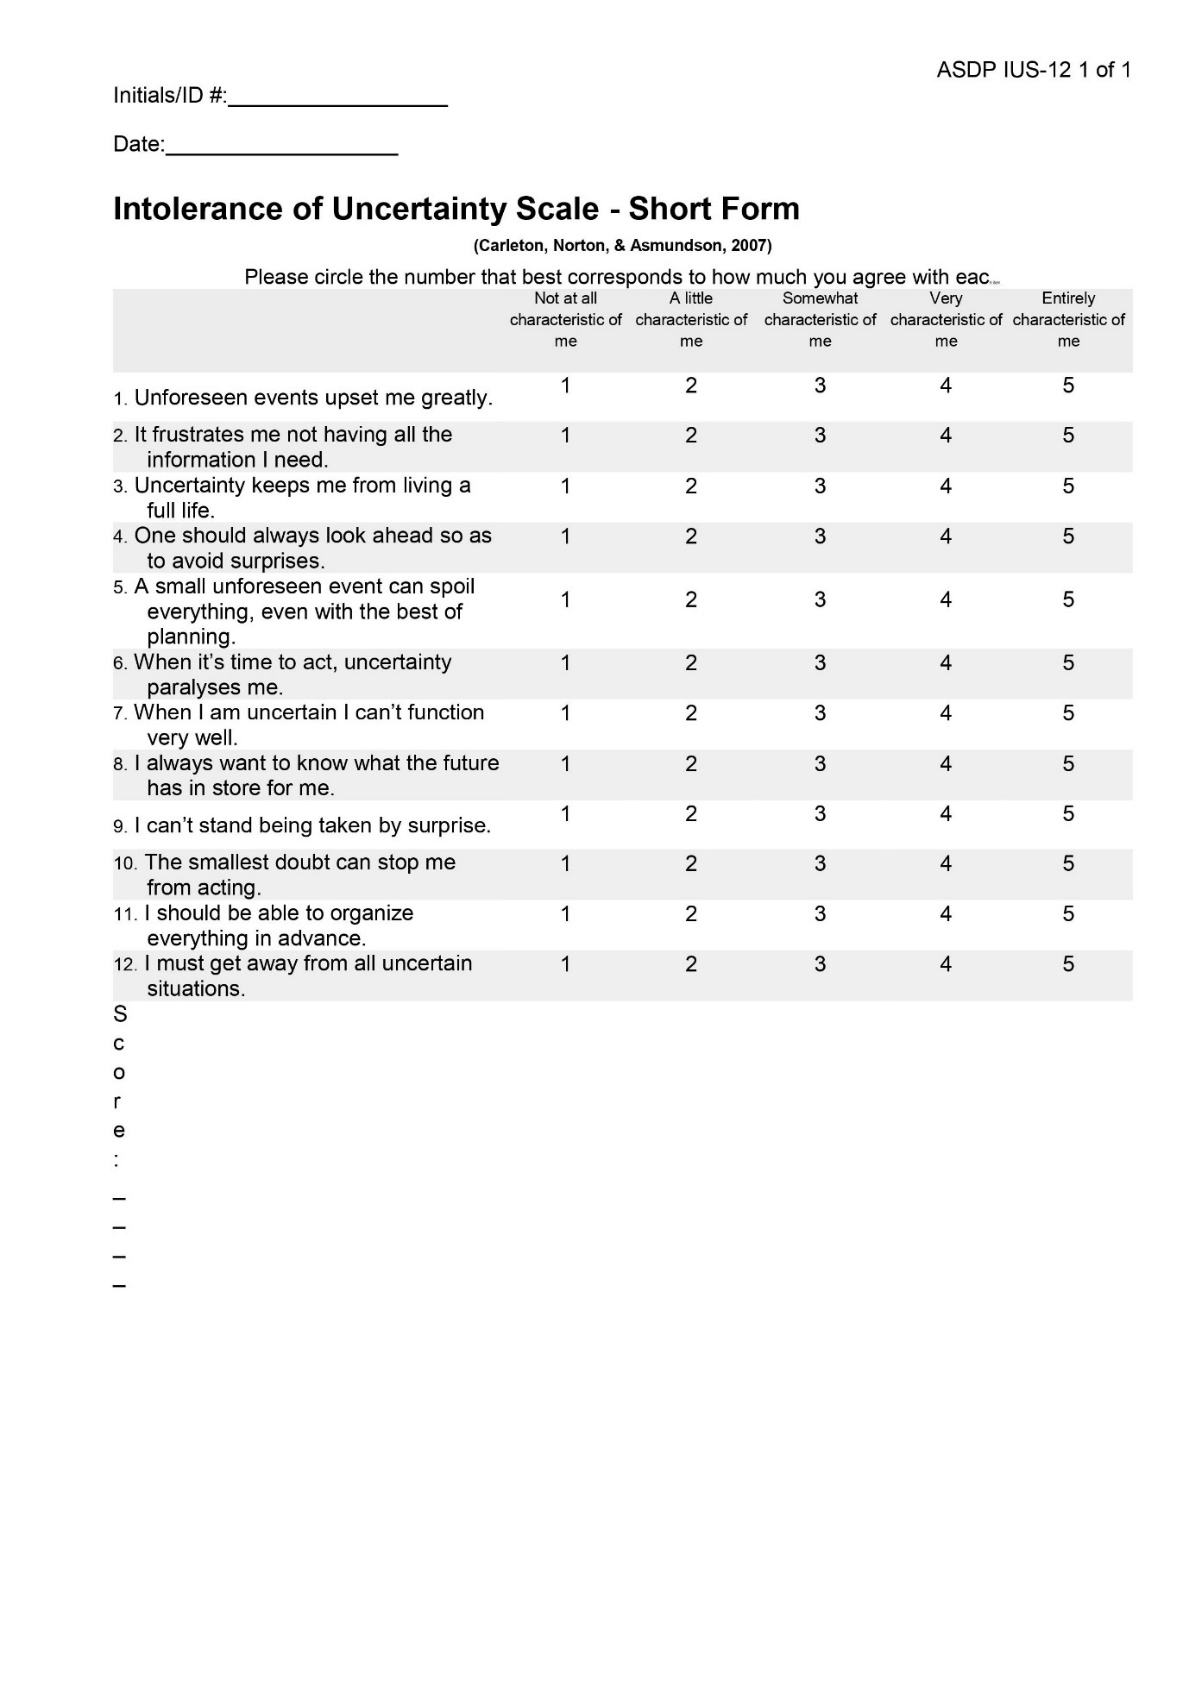 ASDP IUS-12 1 of 1
Initials/ID #:__________________
Date:___________________
Intolerance of Uncertainty Scale - Short Form
(Carleton, Norton, & Asmundson, 2007)
Please circle the number that best corresponds to how much you agree with eac
Not at all characteristic of me A little characteristic of me Somewhat characteristic of me Very characteristic of me Entirely characteristic of me
1. Unforeseen events upset me greatly. 1 2 3 4 5
2. It frustrates me not having all the 1 2 3 4 5
information I need.
3. Uncertainty keeps me from living a 1 2 3 4 5
full life.
4. One should always look ahead so as 1 2 3 4 5
to avoid surprises.
5. A small unforeseen event can spoil
everything, even with the best of 1 2 3 4 5
planning.
6. When it’s time to act, uncertainty 1 2 3 4 5
paralyses me.
7. When I am uncertain I can’t function 1 2 3 4 5
very well.
8. I always want to know what the future 1 2 3 4 5
has in store for me.
9. I can’t stand being taken by surprise. 1 2 3 4 5
10. The smallest doubt can stop me 1 2 3 4 5
from acting.
11. I should be able to organize 1 2 3 4 5
everything in advance.
12. I must get away from all uncertain 1 2 3 4 5
situations.
S
c
o
r
e
:
_
_
_
_